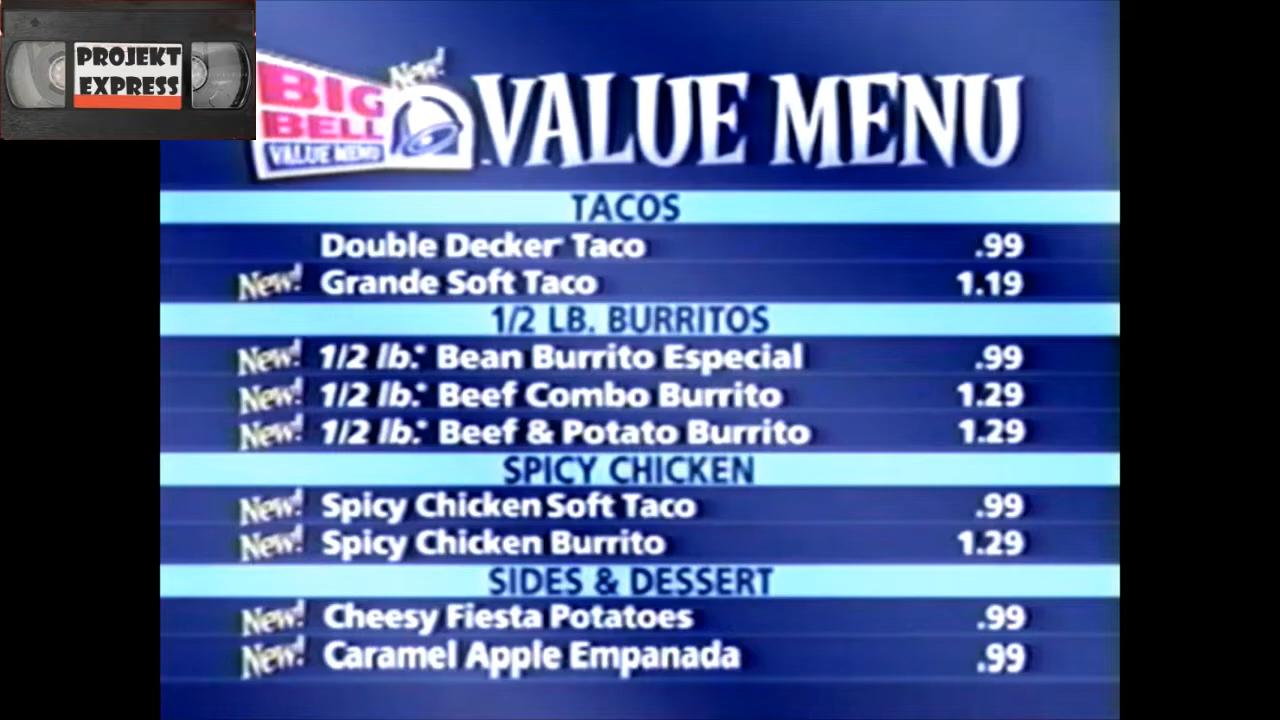 PROJEKT
EXPRESS
New!
BIG
BELL
VALUE MENU
VALUE MENU
TACOS
Double Decker Taco .99
New! Grande Soft Taco 1.19
1/2 LB. BURRITOS
New! 1/2 lb.* Bean Burrito Especial .99
New! 1/2 lb.* Beef Combo Burrito 1.29
New! 1/2 lb.* Beef & Potato Burrito 1.29
SPICY CHICKEN
New! Spicy Chicken Soft Taco .99
New! Spicy Chicken Burrito 1.29
SIDES & DESSERT
New! Cheesy Fiesta Potatoes .99
New! Caramel Apple Empanada .99